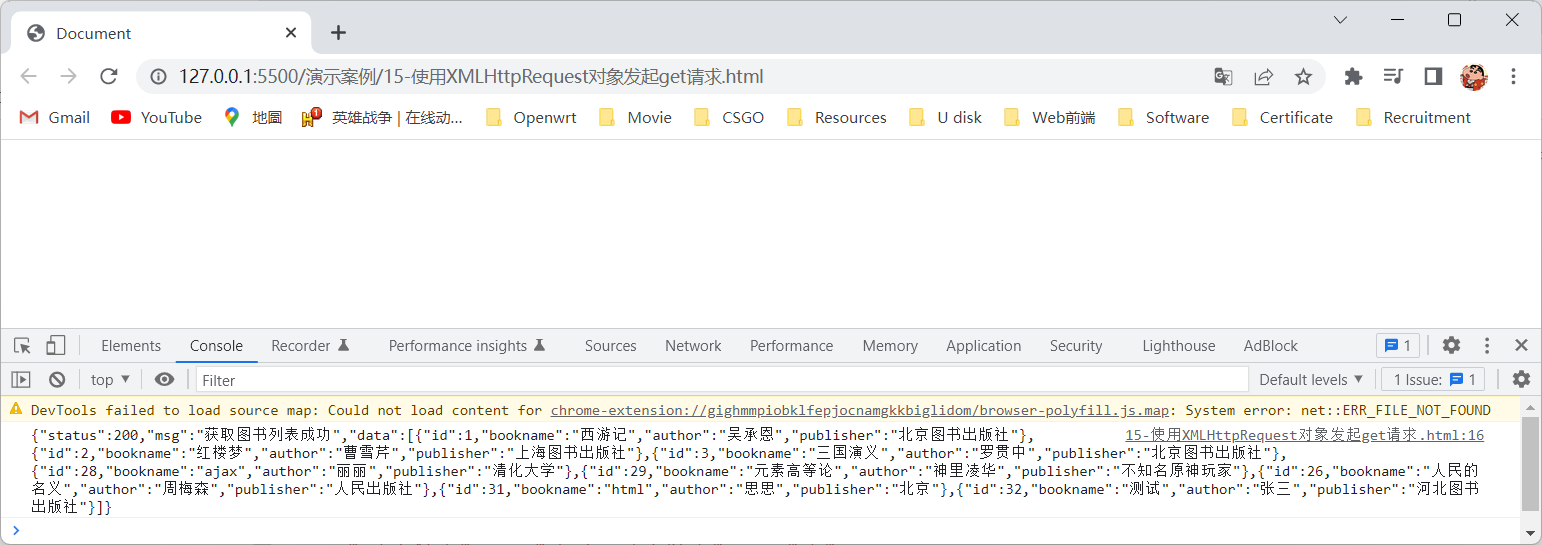 Document
127.0.0.1:5500/演示案例/15-使用XMLHttpRequest对象发起get请求.html
Gmail YouTube 地圖 英雄战争 | 在线动... Openwrt Movie CSGO Resources U disk Web前端 Software Certificate Recruitment
Elements Console Recorder Performance insights Sources Network Performance Memory Application Security Lighthouse AdBlock 1
top Filter Default levels 1 Issue: 1
DevTools failed to load source map: Could not load content for chrome-extension://gighmmpiobklfepjocnamgkkbiglidom/browser-polyfill.js.map: System error: net::ERR_FILE_NOT_FOUND
{"status":200,"msg":"获取图书列表成功","data":[{"id":1,"bookname":"西游记","author":"吴承恩","publisher":"北京图书出版社"}, 15-使用XMLHttpRequest对象发起get请求.html:16
{"id":2,"bookname":"红楼梦","author":"曹雪芹","publisher":"上海图书出版社"},{"id":3,"bookname":"三国演义","author":"罗贯中","publisher":"北京图书出版社"},
{"id":28,"bookname":"ajax","author":"丽丽","publisher":"清化大学"},{"id":29,"bookname":"元素高等论","author":"神里凌华","publisher":"不知名原神玩家"},{"id":26,"bookname":"人民的
名义","author":"周梅森","publisher":"人民出版社"},{"id":31,"bookname":"html","author":"思思","publisher":"北京"},{"id":32,"bookname":"测试","author":"张三","publisher":"河北图书
出版社"}]}